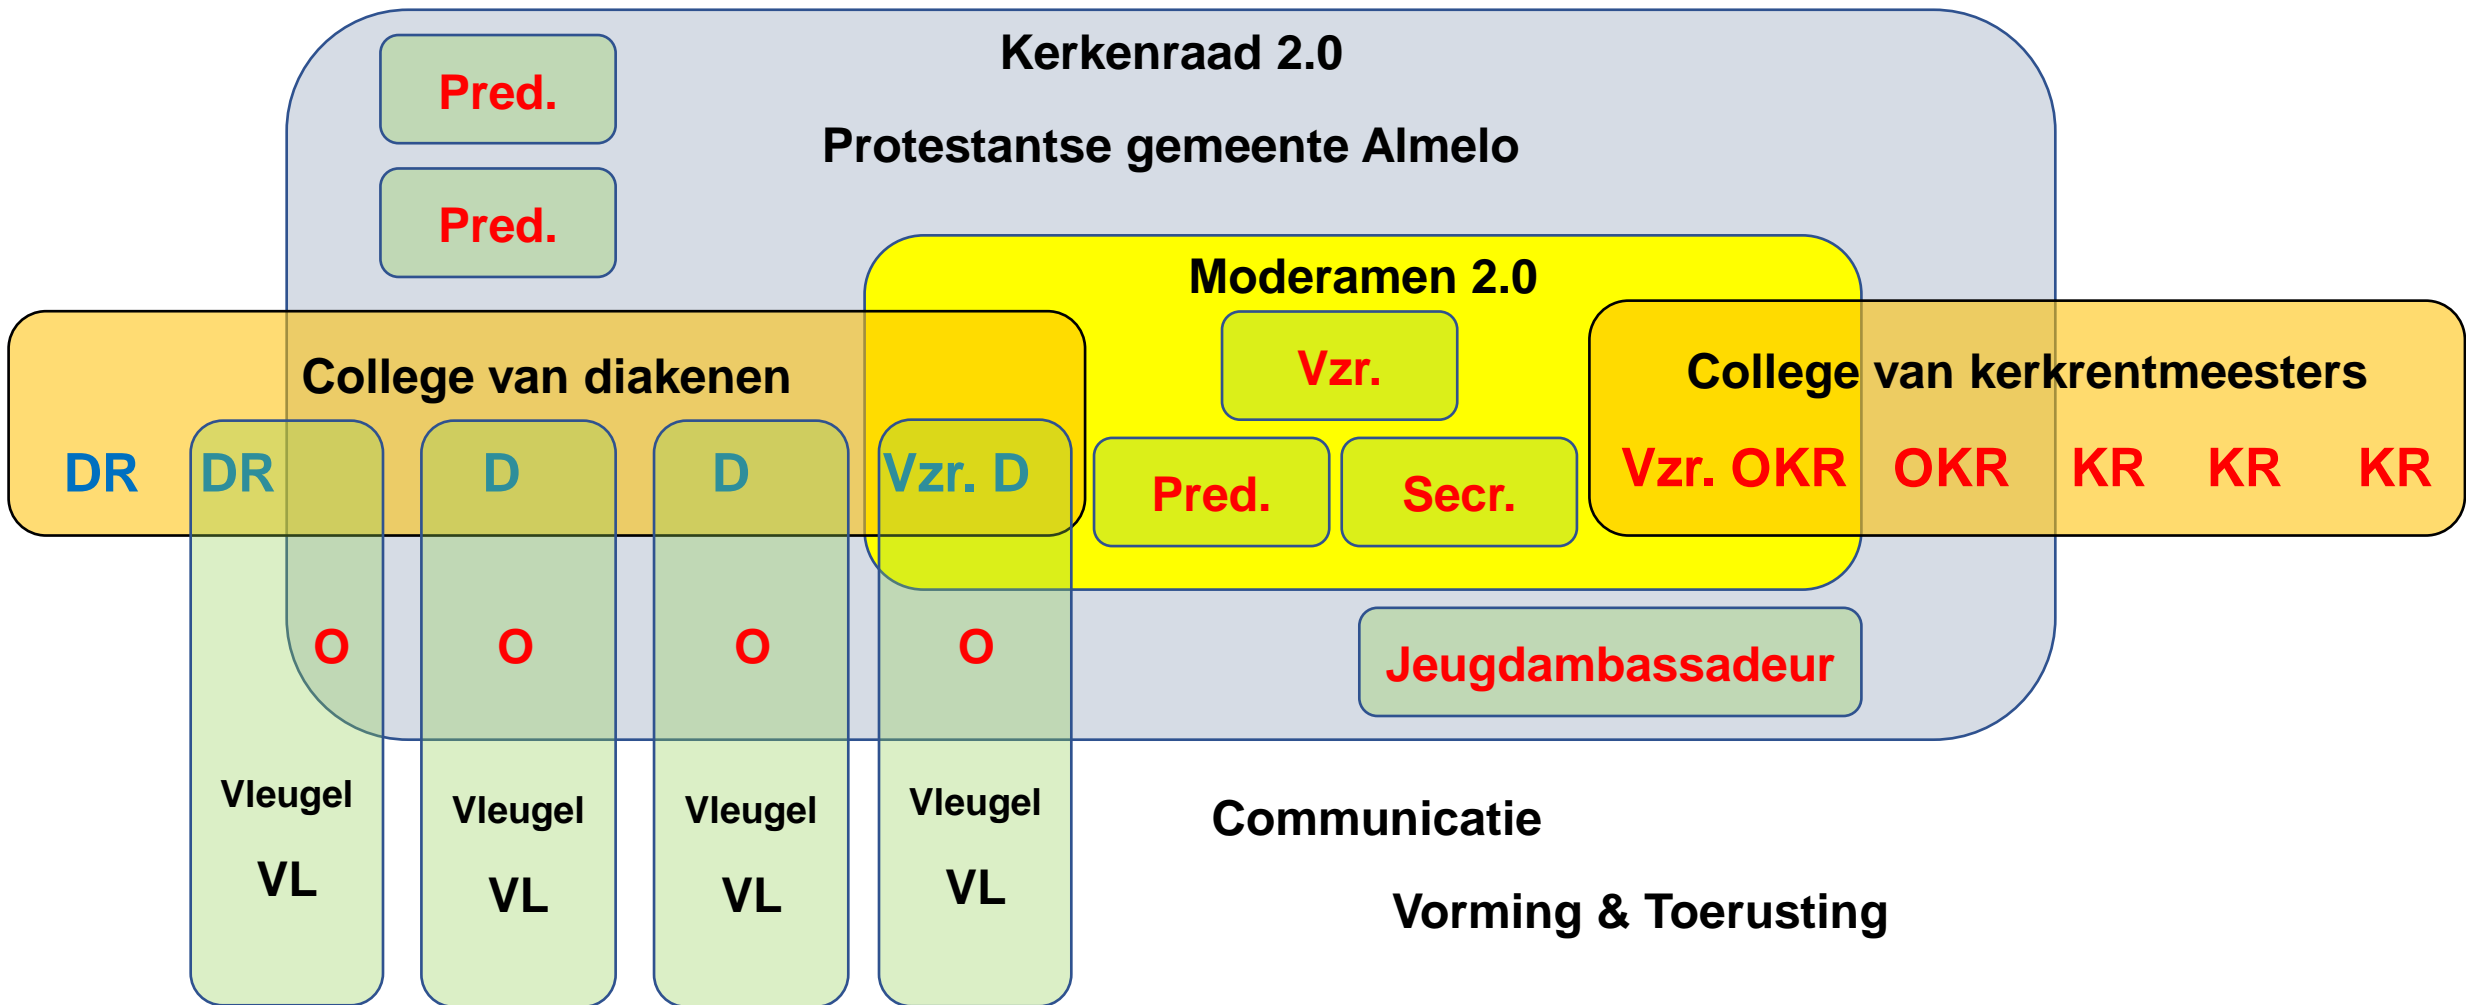 Kerkenraad 2.0
Pred.
Protestantse gemeente Almelo
Pred.
Moderamen 2.0
College van diakenen
Vzr.
College van kerkrentmeesters
DR DR D D Vzr. D
Pred. Secr.
Vzr. OKR OKR KR KR KR
O O O O
Jeugdambassadeur
Vleugel Vleugel Vleugel Vleugel
VL VL VL VL
Communicatie
Vorming & Toerusting